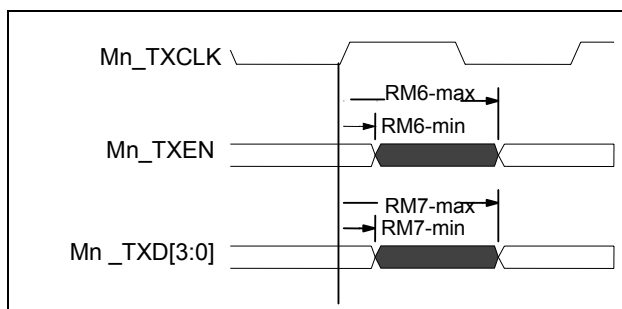 Mn_TXCLK
RM6-max
RM6-min
Mn_TXEN
RM7-max
RM7-min
Mn _TXD[3:0]